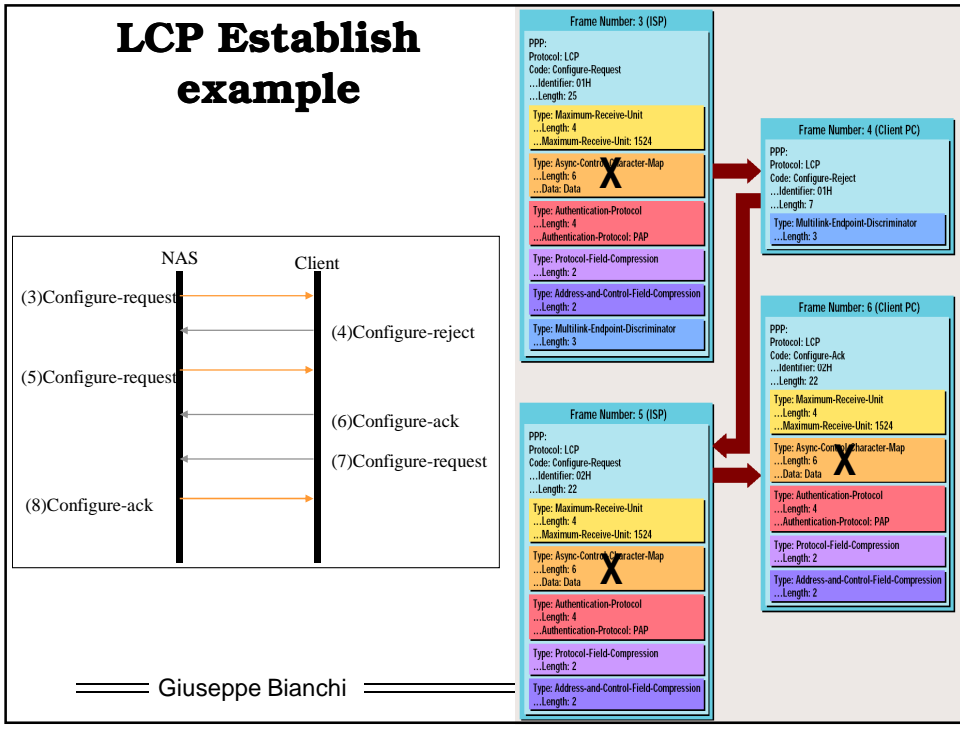 LCP Establish
example
NAS
Client
(3)Configure-request
(4)Configure-reject
(5)Configure-request
(6)Configure-ack
(7)Configure-request
(8)Configure-ack
Giuseppe Bianchi
Frame Number: 3 (ISP)
PPP:
Protocol: LCP
Code: Configure-Request
...Identifier: 01H
...Length: 25
Type: Maximum-Receive-Unit
...Length: 4
...Maximum-Receive-Unit: 1524
Type: Async-Control-Character-Map
...Length: 6
...Data: Data
X
Type: Authentication-Protocol
...Length: 4
...Authentication-Protocol: PAP
Type: Protocol-Field-Compression
...Length: 2
Type: Address-and-Control-Field-Compression
...Length: 2
Type: Multilink-Endpoint-Discriminator
...Length: 3
Frame Number: 4 (Client PC)
PPP:
Protocol: LCP
Code: Configure-Reject
...Identifier: 01H
...Length: 7
Type: Multilink-Endpoint-Discriminator
...Length: 3
Frame Number: 5 (ISP)
PPP:
Protocol: LCP
Code: Configure-Request
...Identifier: 02H
...Length: 22
Type: Maximum-Receive-Unit
...Length: 4
...Maximum-Receive-Unit: 1524
Type: Async-Control-Character-Map
...Length: 6
...Data: Data
X
Type: Authentication-Protocol
...Length: 4
...Authentication-Protocol: PAP
Type: Protocol-Field-Compression
...Length: 2
Type: Address-and-Control-Field-Compression
...Length: 2
Frame Number: 6 (Client PC)
PPP:
Protocol: LCP
Code: Configure-Ack
...Identifier: 02H
...Length: 22
Type: Maximum-Receive-Unit
...Length: 4
...Maximum-Receive-Unit: 1524
Type: Async-Control-Character-Map
...Length: 6
...Data: Data
X
Type: Authentication-Protocol
...Length: 4
...Authentication-Protocol: PAP
Type: Protocol-Field-Compression
...Length: 2
Type: Address-and-Control-Field-Compression
...Length: 2